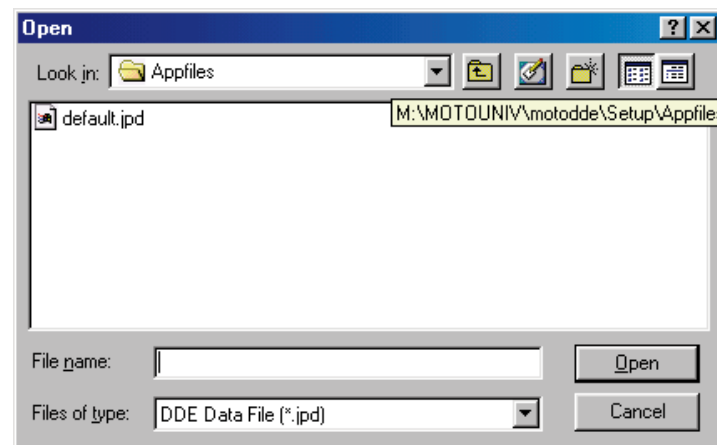 Open
Look in: Appfiles
default.jpd
M:\MOTOUNIV\motodde\Setup\Appfiles
File name:
Open
Files of type: DDE Data File (*.jpd)
Cancel